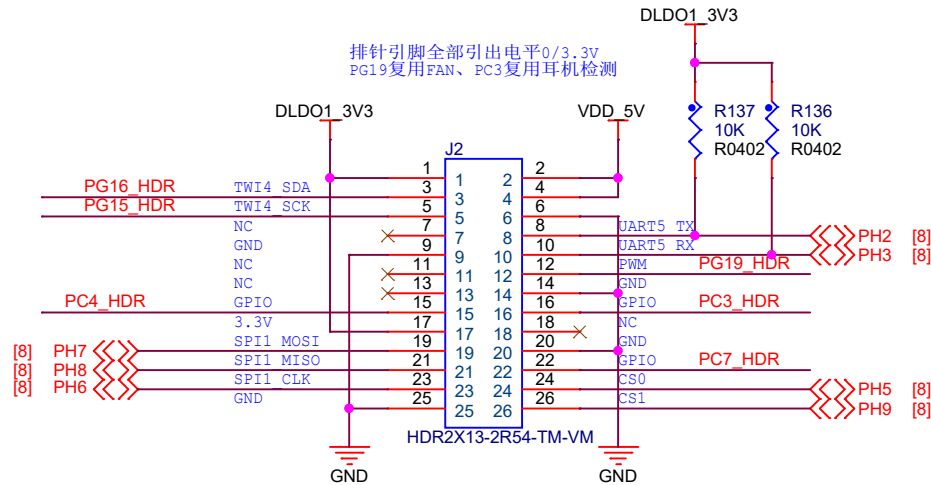 DLDO1_3V3
排针引脚全部引出电平0/3.3V
PG19复用FAN、PC3复用耳机检测
DLDO1_3V3
VDD_5V
R137
10K
R0402
R136
10K
R0402
J2
1 1 2 2
PG16_HDR TWI4_SDA 3 3 4 4
PG15_HDR TWI4_SCK 5 5 6 6
NC 7 7 8 8 UART5_TX PH2 [8]
GND 9 9 10 10 UART5_RX PH3 [8]
NC 11 11 12 12 PWM PG19_HDR
NC 13 13 14 14 GND
PC4_HDR GPIO 15 15 16 16 GPIO PC3_HDR
3.3V 17 17 18 18 NC
[8] PH7 SPI1_MOSI 19 19 20 20 GND
[8] PH8 SPI1_MISO 21 21 22 22 GPIO PC7_HDR
[8] PH6 SPI1_CLK 23 23 24 24 CS0 PH5 [8]
GND 25 25 26 26 CS1 PH9 [8]
HDR2X13-2R54-TM-VM
GND
GND